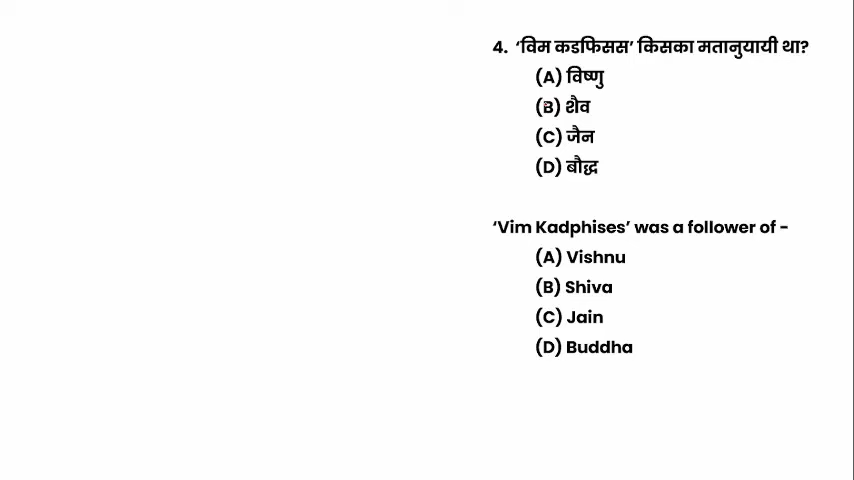 4. ‘विम कडफिसस’ किसका मतानुयायी था?
(A) विष्णु
(B) शैव
(C) जैन
(D) बौद्ध
‘Vim Kadphises’ was a follower of -
(A) Vishnu
(B) Shiva
(C) Jain
(D) Buddha